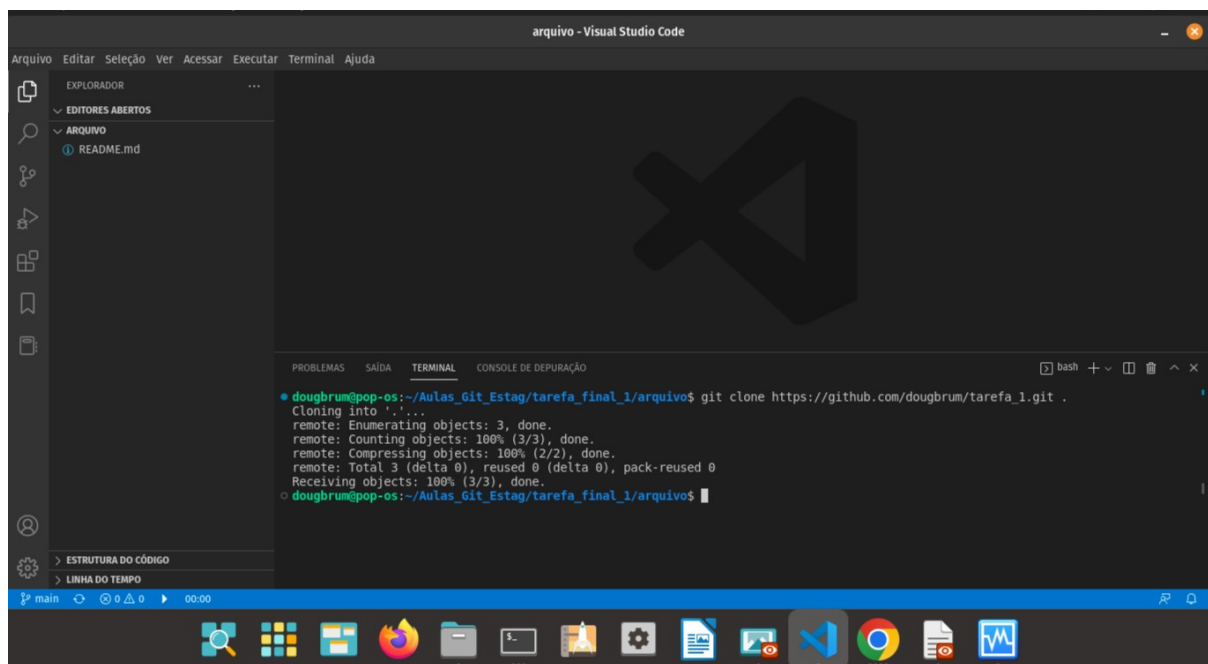 arquivo - Visual Studio Code
Arquivo Editar Seleção Ver Acessar Executar Terminal Ajuda
EXPLORADOR
EDITORES ABERTOS
ARQUIVO
README.md
PROBLEMAS SAÍDA TERMINAL CONSOLE DE DEPURAÇÃO bash
dougbrum@pop-os:~/Aulas_Git_Estag/tarefa_final_1/arquivo$ git clone https://github.com/dougbrum/tarefa_1.git .
Cloning into '.'...
remote: Enumerating objects: 3, done.
remote: Counting objects: 100% (3/3), done.
remote: Compressing objects: 100% (2/2), done.
remote: Total 3 (delta 0), reused 0 (delta 0), pack-reused 0
Receiving objects: 100% (3/3), done.
dougbrum@pop-os:~/Aulas_Git_Estag/tarefa_final_1/arquivo$
ESTRUTURA DO CÓDIGO
LINHA DO TEMPO
main 0 0 00:00